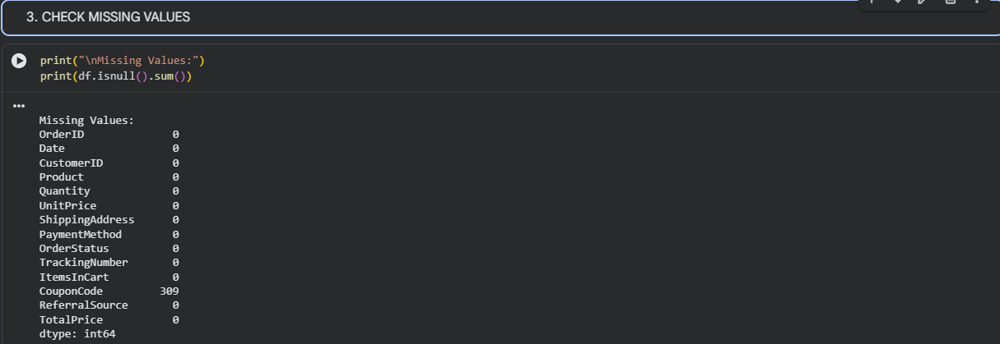 3. CHECK MISSING VALUES
print("\nMissing Values:")
print(df.isnull().sum())
Missing Values:
OrderID 0
Date 0
CustomerID 0
Product 0
Quantity 0
UnitPrice 0
ShippingAddress 0
PaymentMethod 0
OrderStatus 0
TrackingNumber 0
ItemsInCart 0
CouponCode 309
ReferralSource 0
TotalPrice 0
dtype: int64